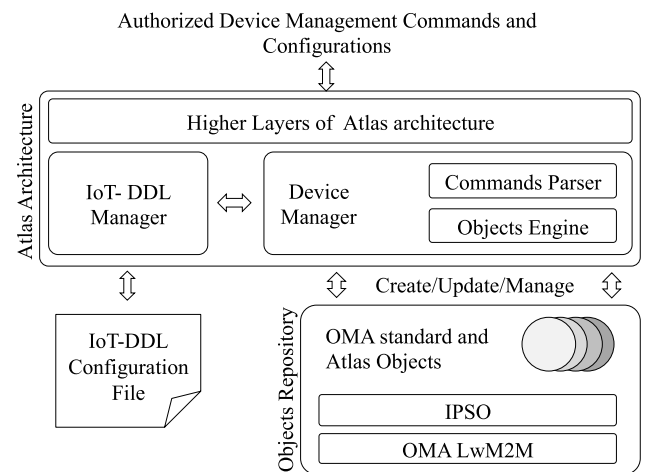 Authorized Device Management Commands and
Configurations
Atlas Architecture
Higher Layers of Atlas architecture
IoT- DDL
Manager
Device
Manager
Commands Parser
Objects Engine
Create/Update/Manage
IoT-DDL
Configuration
File
Objects Repository
OMA standard and
Atlas Objects
IPSO
OMA LwM2M